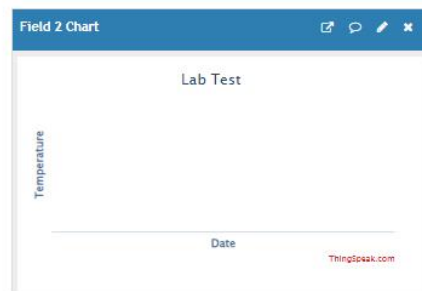 Field 2 Chart
Lab Test
Temperature
Date
ThingSpeak.com